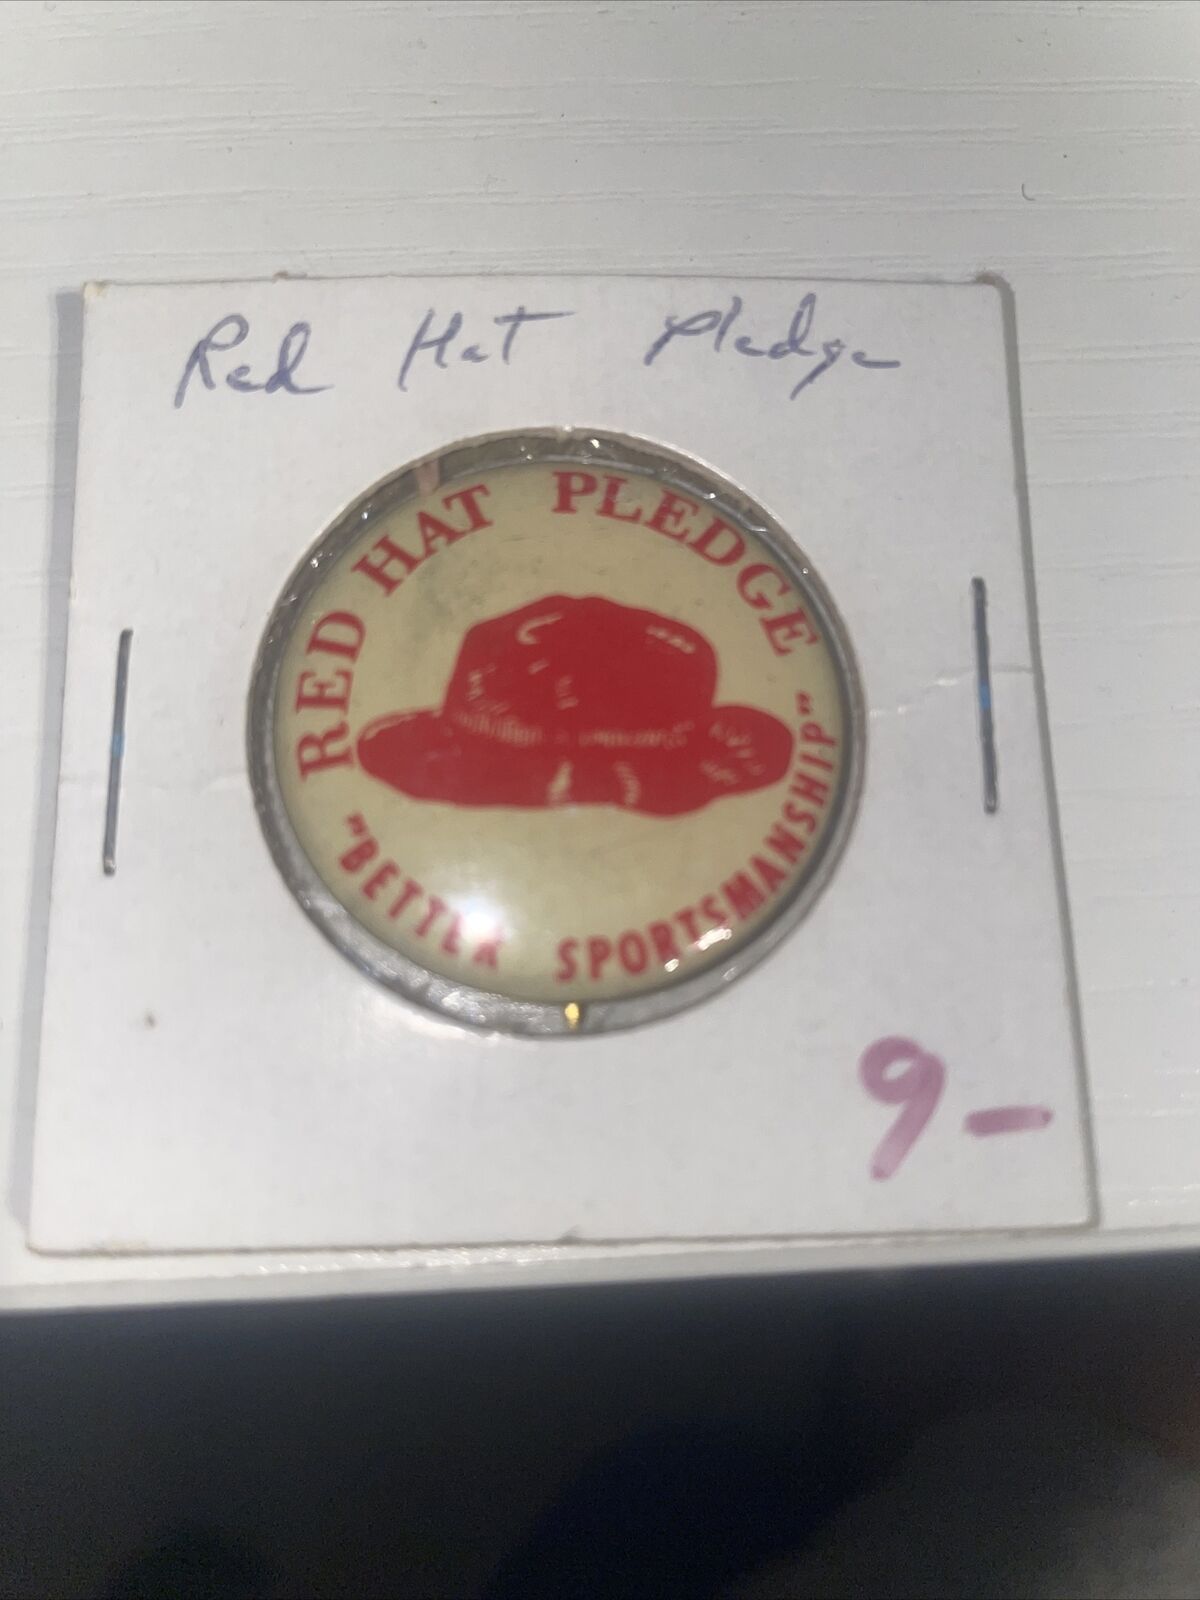 Red Hat Pledge
RED HAT PLEDGE
"BETTER SPORTSMANSHIP"
9-